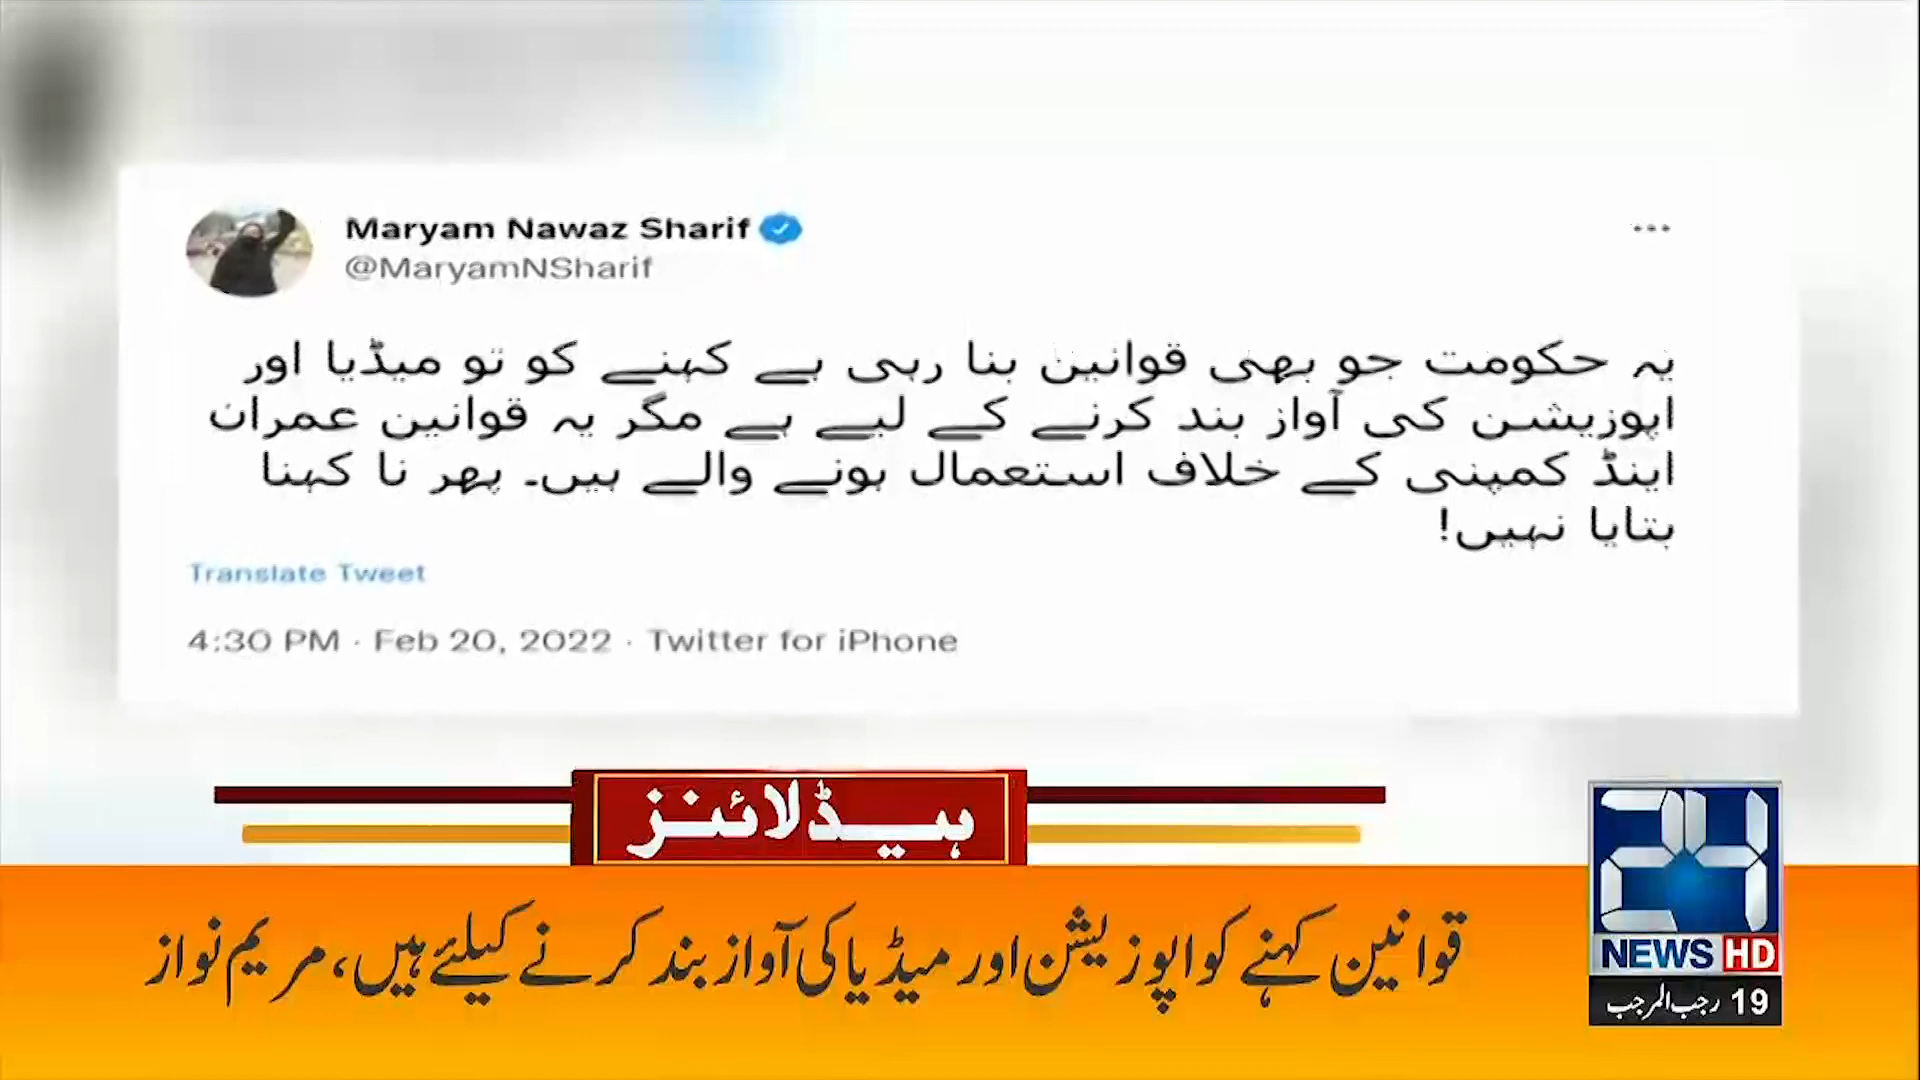 Maryam Nawaz Sharif
@MaryamNSharif
یہ حکومت جو بھی قوانین بنا رہی ہے کہنے کو تو میڈیا اور
اپوزیشن کی آواز بند کرنے کے لیے ہے مگر یہ قوانین عمران
اینڈ کمپنی کے خلاف استعمال ہونے والے ہیں۔ پھر نا کہنا
بتایا نہیں!
Translate Tweet
4:30 PM · Feb 20, 2022 · Twitter for iPhone
ہیڈلائنز
قوانین کہنے کو اپوزیشن اور میڈیا کی آواز بند کرنے کیلئے ہیں، مریم نواز
24
NEWS HD
19 رجب المرجب